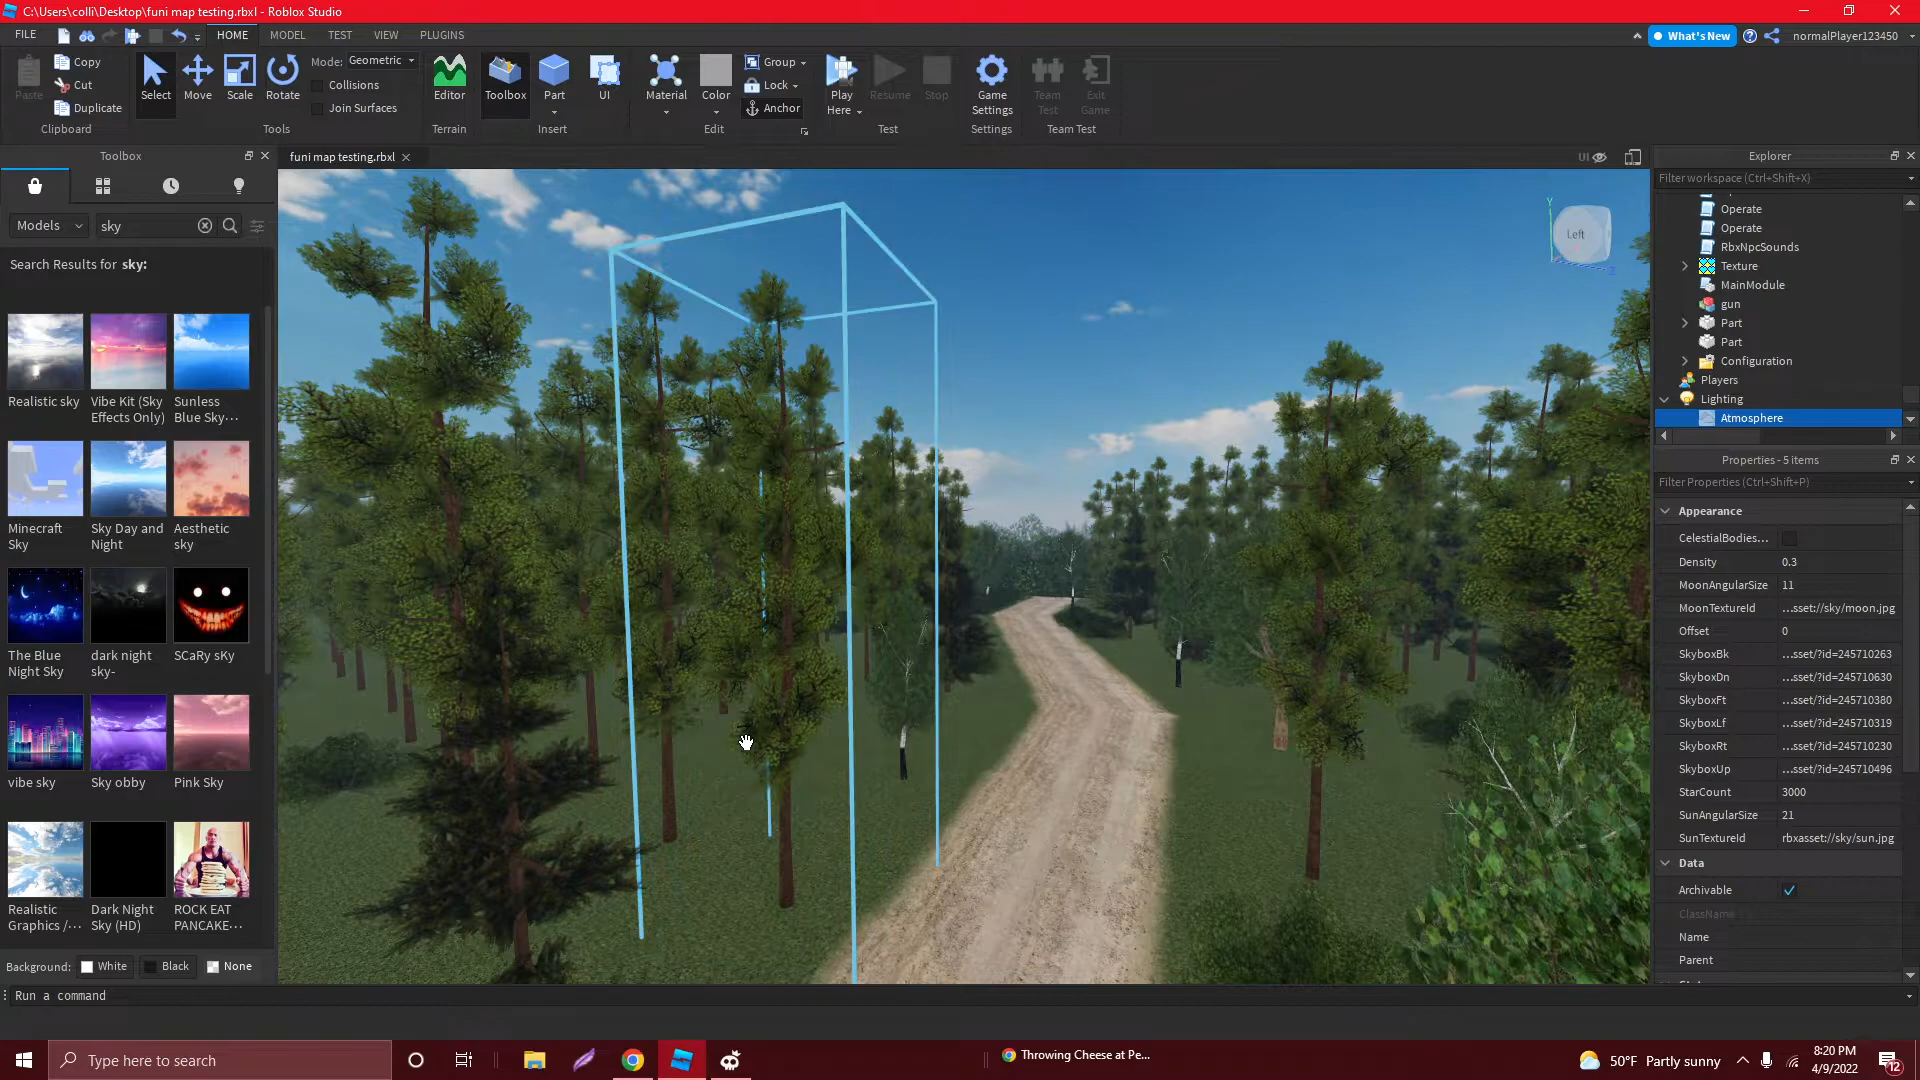 C:\Users\colli\Desktop\funi map testing.rbxl - Roblox Studio
FILE HOME MODEL TEST VIEW PLUGINS What's New normalPlayer123450
Paste Copy Cut Duplicate Clipboard
Select Move Scale Rotate Mode: Geometric Collisions Join Surfaces Tools
Editor Terrain
Toolbox Part UI Insert
Material Color Group Lock Anchor Edit
Play Here Resume Stop Test
Game Settings Settings
Team Test Exit Game Team Test
Toolbox
Models sky
Search Results for sky:
Realistic sky
Vibe Kit (Sky Effects Only)
Sunless Blue Sky...
Minecraft Sky
Sky Day and Night
Aesthetic sky
The Blue Night Sky
dark night sky-
SCaRy sKy
vibe sky
Sky obby
Pink Sky
Realistic Graphics /...
Dark Night Sky (HD)
ROCK EAT PANCAKE...
Background: White Black None
funi map testing.rbxl
UI
Y
Left
Z
Explorer
Filter workspace (Ctrl+Shift+X)
Operate
Operate
RbxNpcSounds
Texture
MainModule
gun
Part
Part
Configuration
Players
Lighting
Atmosphere
Properties - 5 items
Filter Properties (Ctrl+Shift+P)
Appearance
CelestialBodies...
Density 0.3
MoonAngularSize 11
MoonTextureId ...sset://sky/moon.jpg
Offset 0
SkyboxBk ...sset/?id=245710263
SkyboxDn ...sset/?id=245710630
SkyboxFt ...sset/?id=245710380
SkyboxLf ...sset/?id=245710319
SkyboxRt ...sset/?id=245710230
SkyboxUp ...sset/?id=245710496
StarCount 3000
SunAngularSize 21
SunTextureId rbxasset://sky/sun.jpg
Data
Archivable
ClassName
Name
Parent
Run a command
Type here to search
Throwing Cheese at Pe...
50°F Partly sunny
8:20 PM
4/9/2022
12